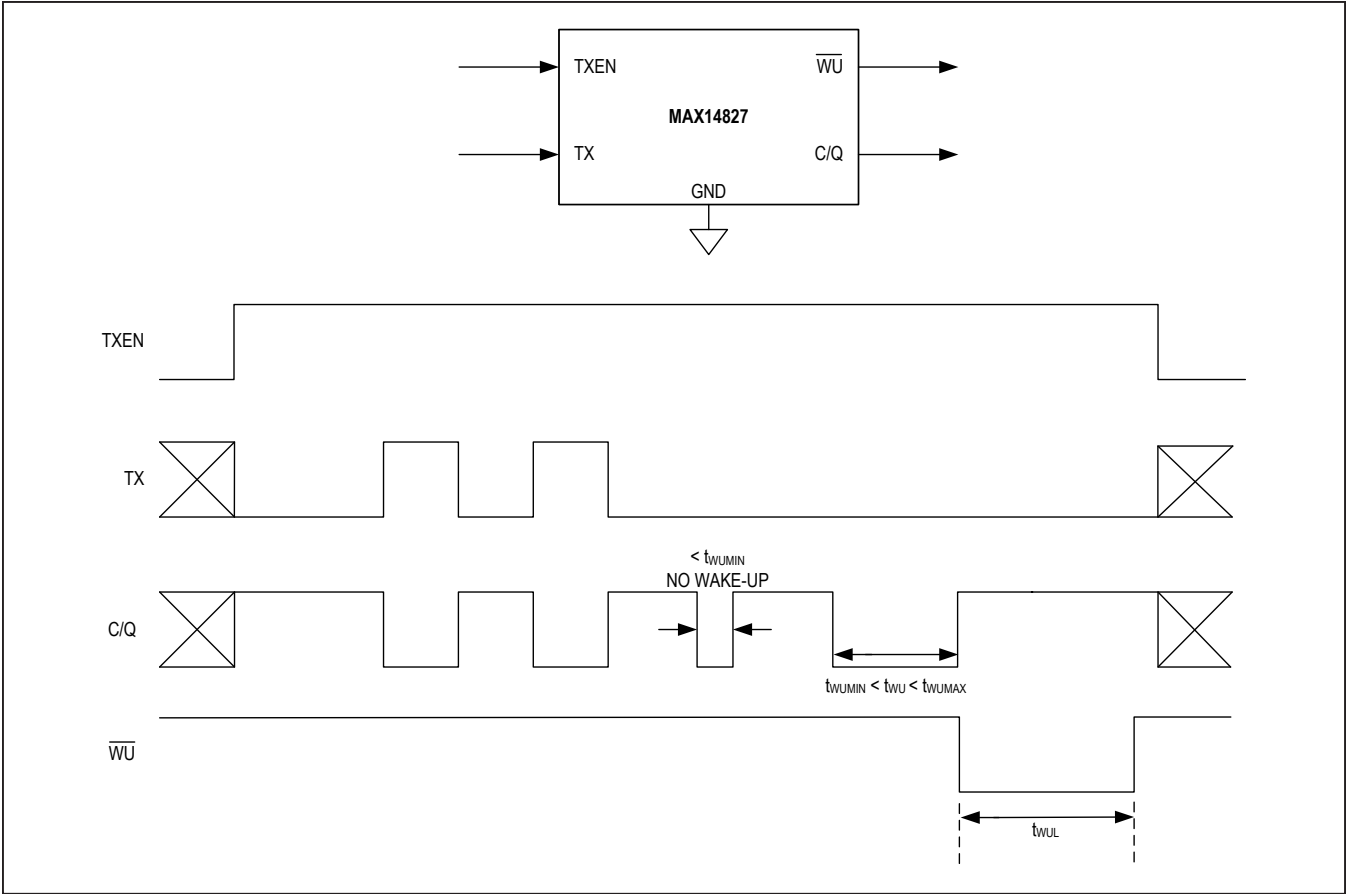 TXEN
WU
MAX14827
TX
C/Q
GND
TXEN
TX
< tWUMIN
NO WAKE-UP
C/Q
tWUMIN < tWU < tWUMAX
WU
tWUL